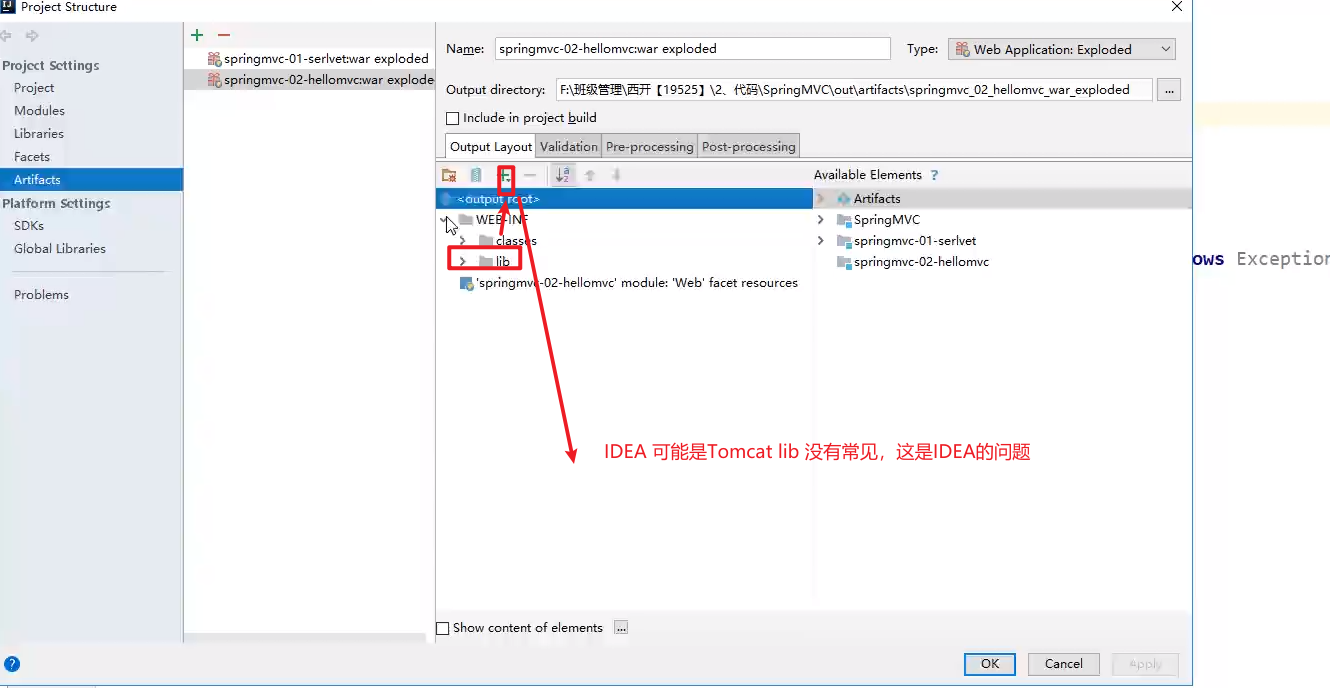 Project Structure
Project Settings
Project
Modules
Libraries
Facets
Artifacts
Platform Settings
SDKs
Global Libraries
Problems
springmvc-01-serlvet:war exploded
springmvc-02-hellomvc:war explode
Name: springmvc-02-hellomvc:war exploded Type: Web Application: Exploded
Output directory: F:\班级管理\西开【19525】\2、代码\SpringMVC\out\artifacts\springmvc_02_hellomvc_war_exploded ...
Include in project build
Output Layout Validation Pre-processing Post-processing
Available Elements ?
<output root>
WEB-INF
classes
lib
'springmvc-02-hellomvc' module: 'Web' facet resources
Artifacts
SpringMVC
springmvc-01-serlvet
springmvc-02-hellomvc
ows Exception
IDEA 可能是Tomcat lib 没有常见，这是IDEA的问题
Show content of elements ...
? OK Cancel Apply